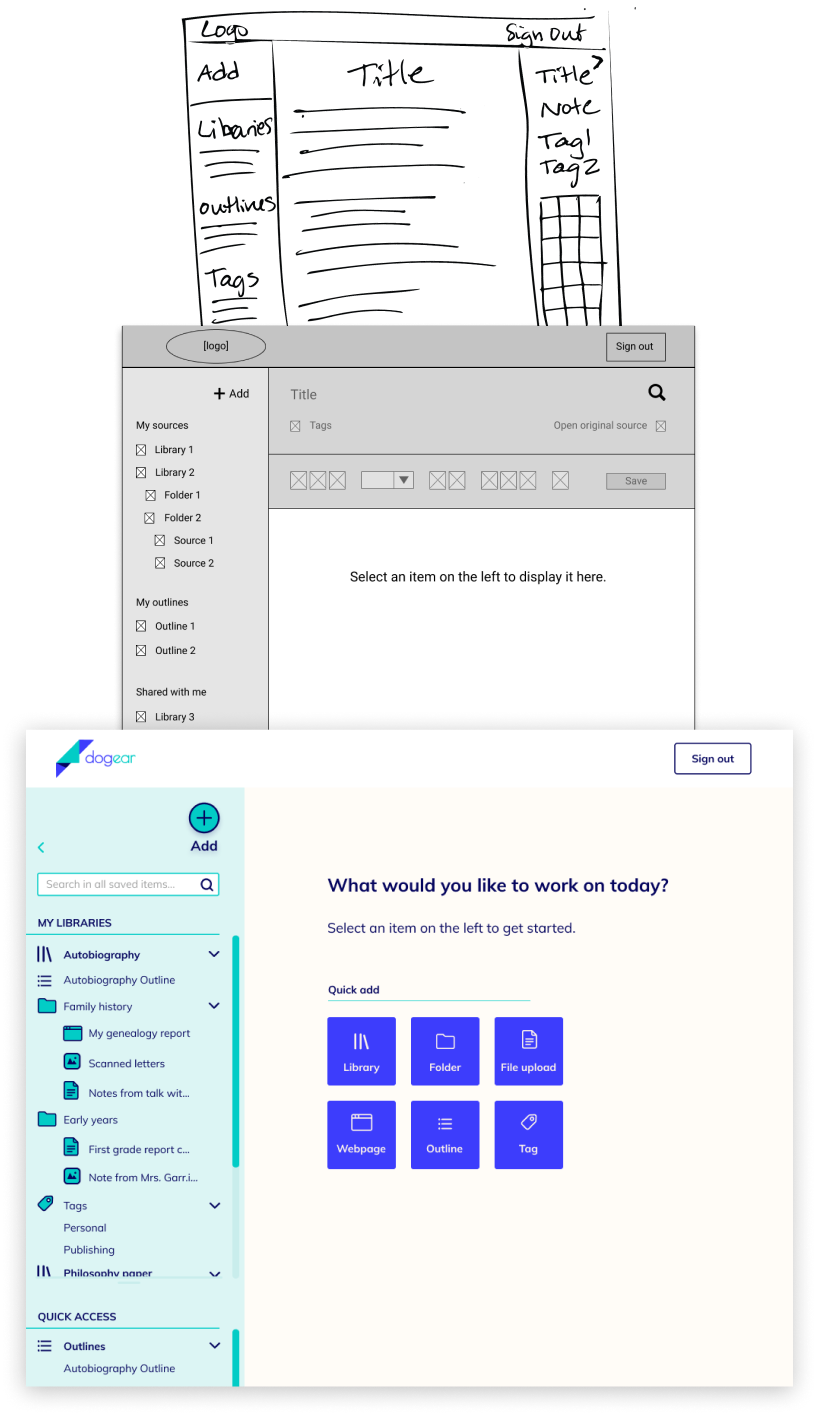 Logo Sign Out
Add
Title
Title
Note
Libaries
Tag1
Tag2
outlines
Tags
[logo] Sign out
Add
Title
My sources
Tags Open original source
Library 1
Library 2
Folder 1
Save
Folder 2
Source 1
Source 2
Select an item on the left to display it here.
My outlines
Outline 1
Outline 2
Shared with me
Library 3
dogear Sign out
Add
Search in all saved items...
MY LIBRARIES
Autobiography
Autobiography Outline
Family history
My genealogy report
Scanned letters
Notes from talk wit...
Early years
First grade report c...
Note from Mrs. Garr.i...
Tags
Personal
Publishing
Philosophy paper
QUICK ACCESS
Outlines
Autobiography Outline
What would you like to work on today?
Select an item on the left to get started.
Quick add
Library Folder File upload
Webpage Outline Tag